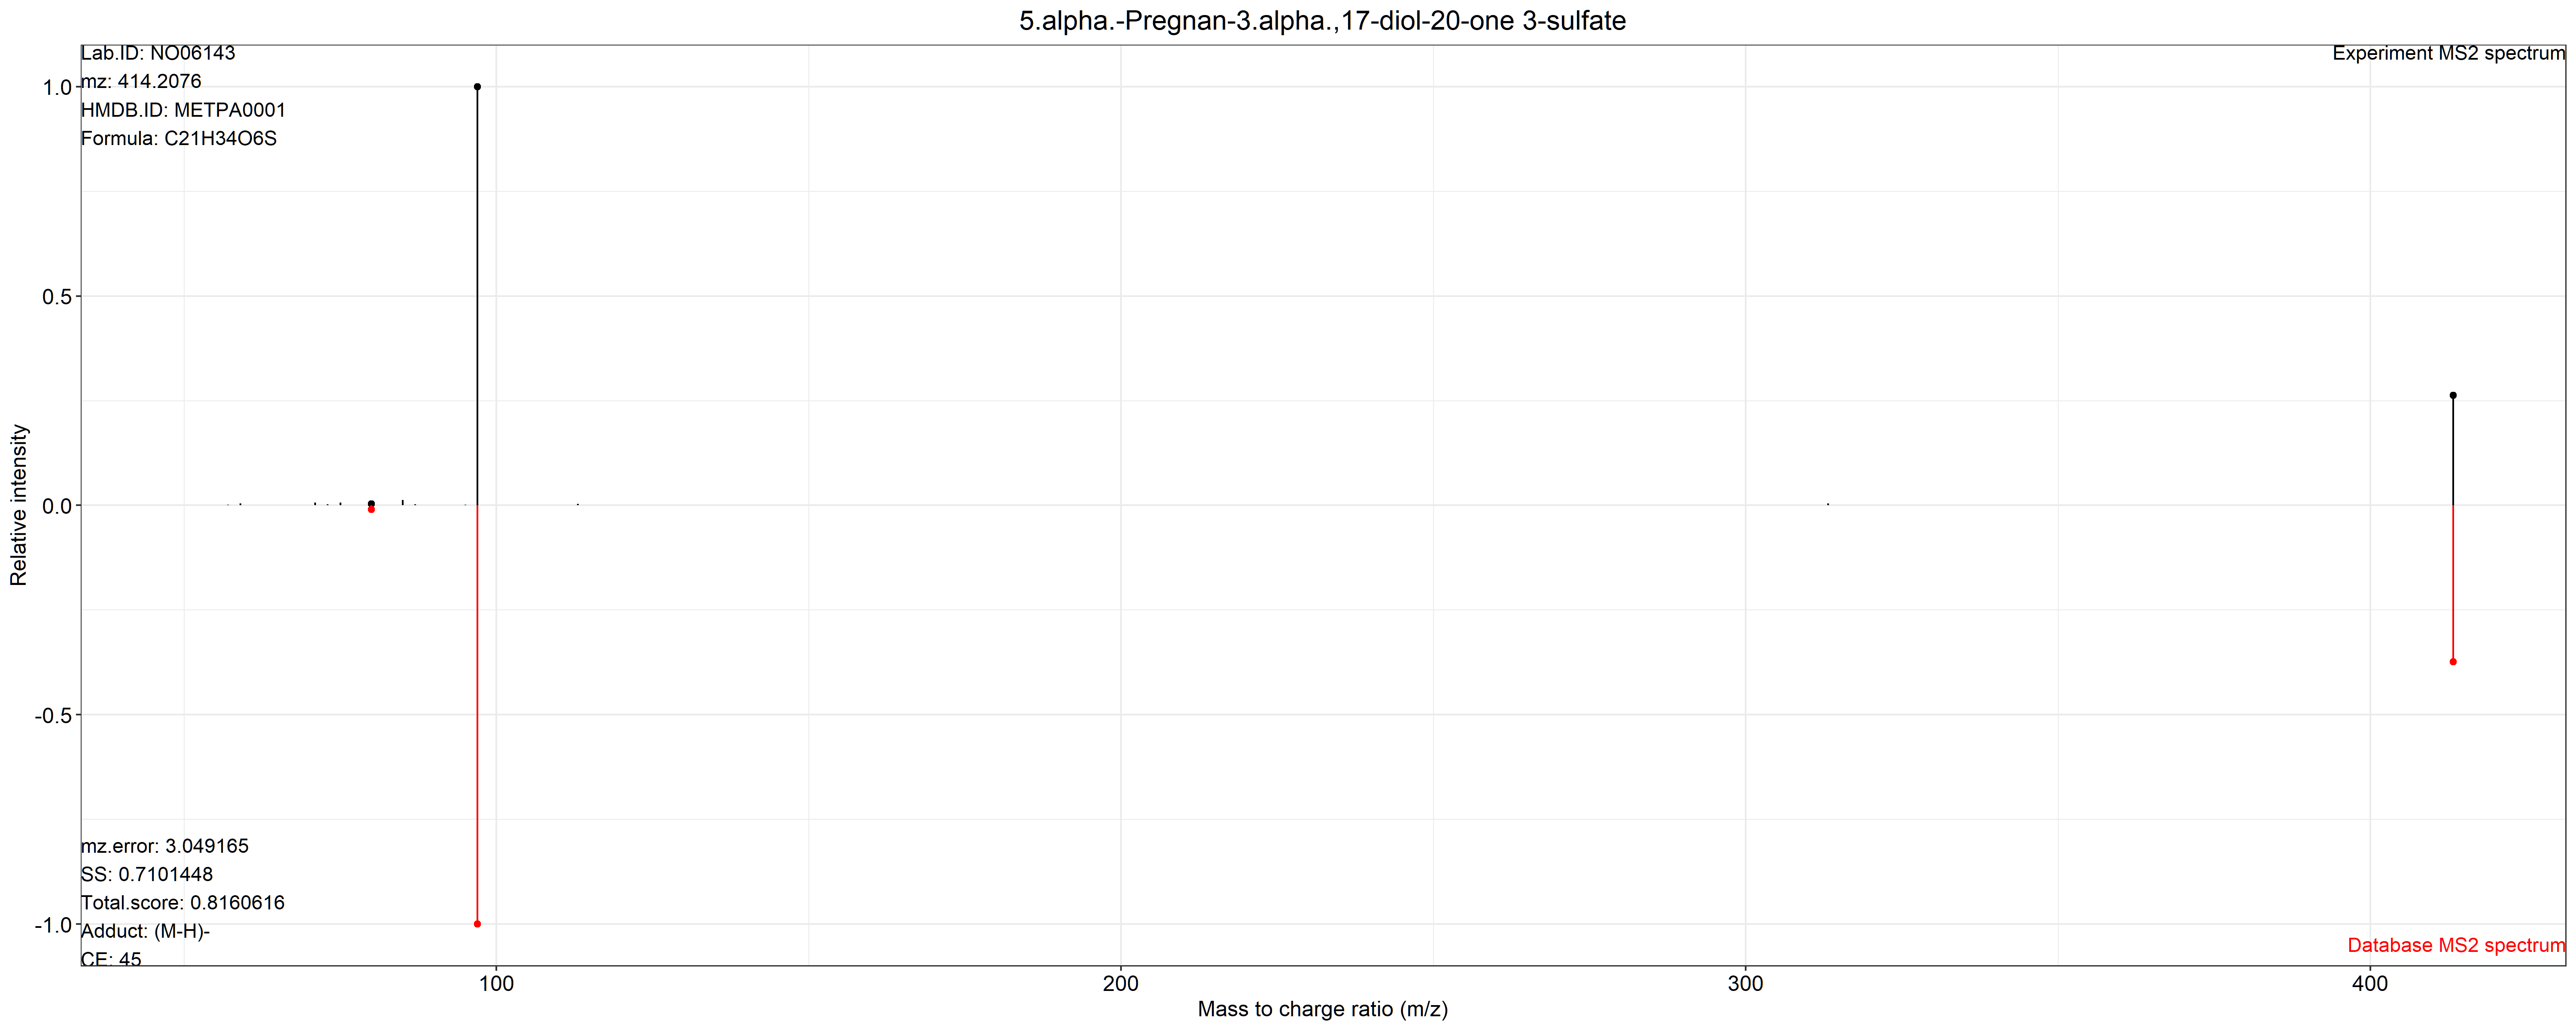 5.alpha.-Pregnan-3.alpha.,17-diol-20-one 3-sulfate
Lab.ID: NO06143
Experiment MS2 spectrum
mz: 414.2076
HMDB.ID: METPA0001
Formula: C21H34O6S
1.0
0.5
0.0
-0.5
-1.0
Relative intensity
mz.error: 3.049165
SS: 0.7101448
Total.score: 0.8160616
Adduct: (M-H)-
CE: 45
Database MS2 spectrum
100
200
300
400
Mass to charge ratio (m/z)